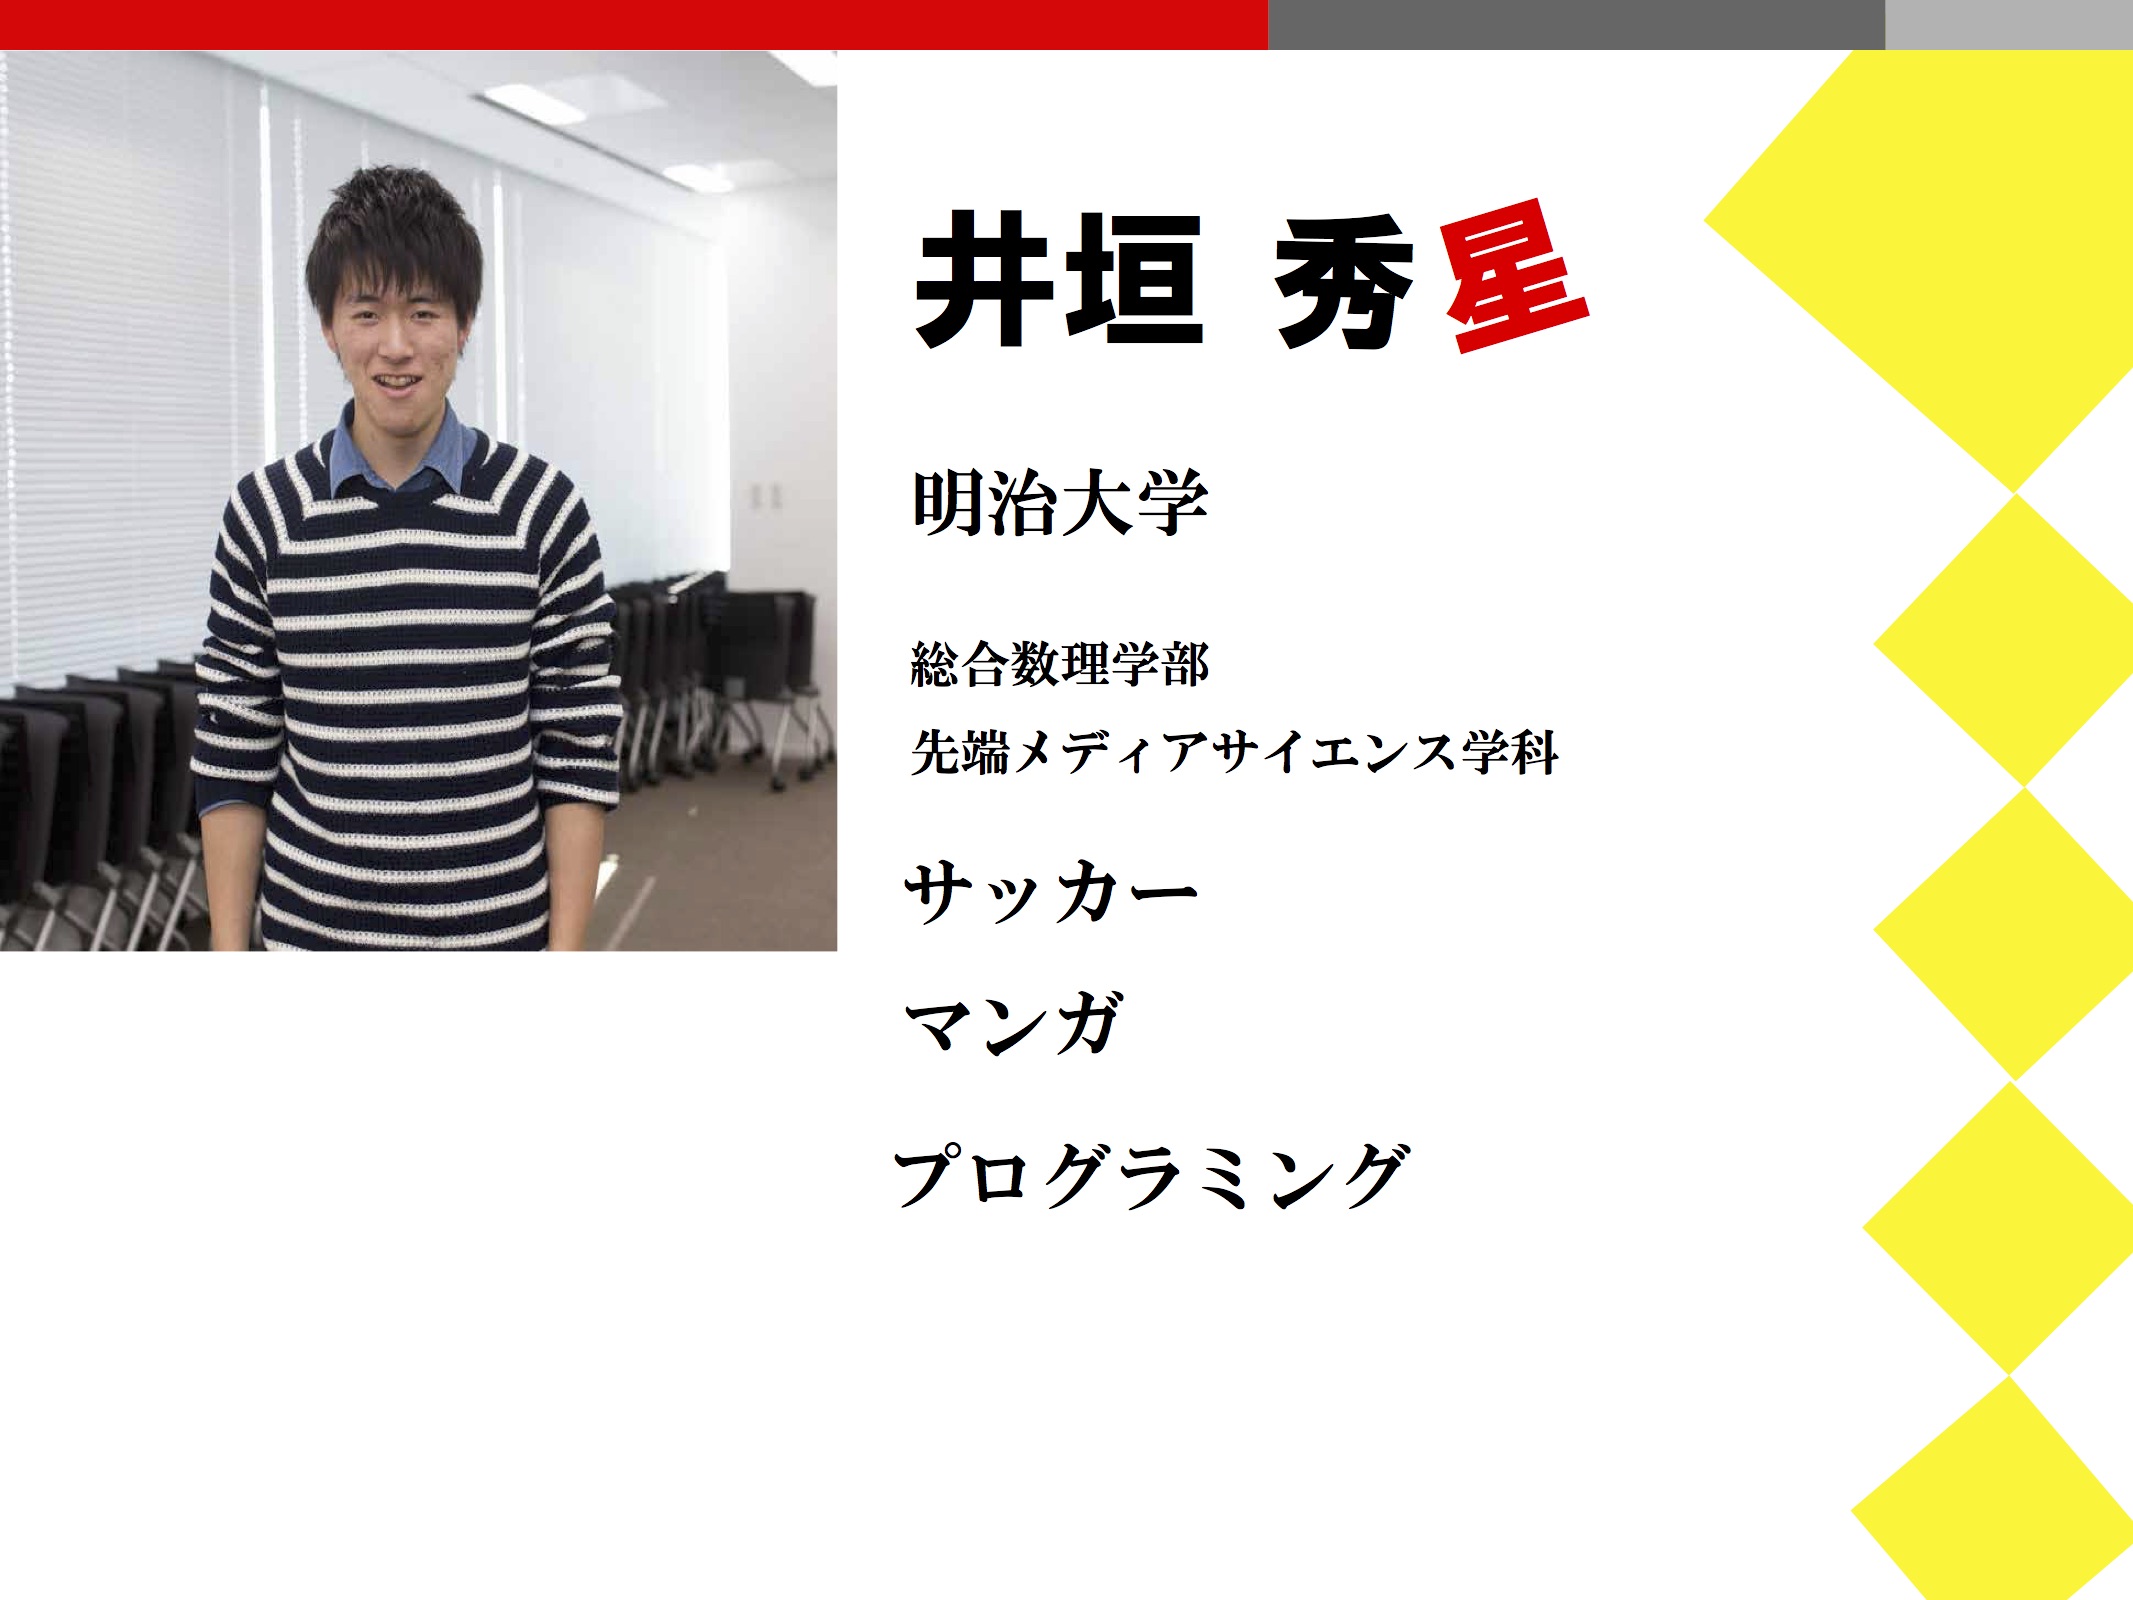 井垣 秀星
明治大学
総合数理学部
先端メディアサイエンス学科
サッカー
マンガ
プログラミング